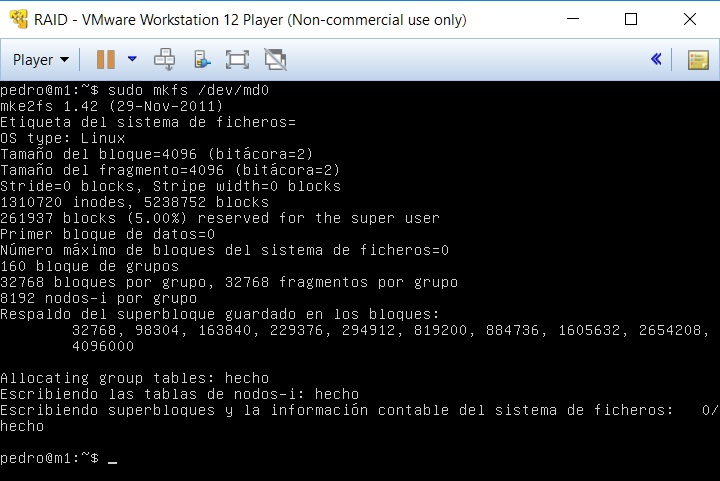 RAID - VMware Workstation 12 Player (Non-commercial use only)
Player
pedro@m1:~$ sudo mkfs /dev/md0
mke2fs 1.42 (29-Nov-2011)
Etiqueta del sistema de ficheros=
OS type: Linux
Tamaño del bloque=4096 (bitácora=2)
Tamaño del fragmento=4096 (bitácora=2)
Stride=0 blocks, Stripe width=0 blocks
1310720 inodes, 5238752 blocks
261937 blocks (5.00%) reserved for the super user
Primer bloque de datos=0
Número máximo de bloques del sistema de ficheros=0
160 bloque de grupos
32768 bloques por grupo, 32768 fragmentos por grupo
8192 nodos-i por grupo
Respaldo del superbloque guardado en los bloques:
32768, 98304, 163840, 229376, 294912, 819200, 884736, 1605632, 2654208,
4096000
Allocating group tables: hecho
Escribiendo las tablas de nodos-i: hecho
Escribiendo superbloques y la información contable del sistema de ficheros:   0/
hecho
pedro@m1:~$ _